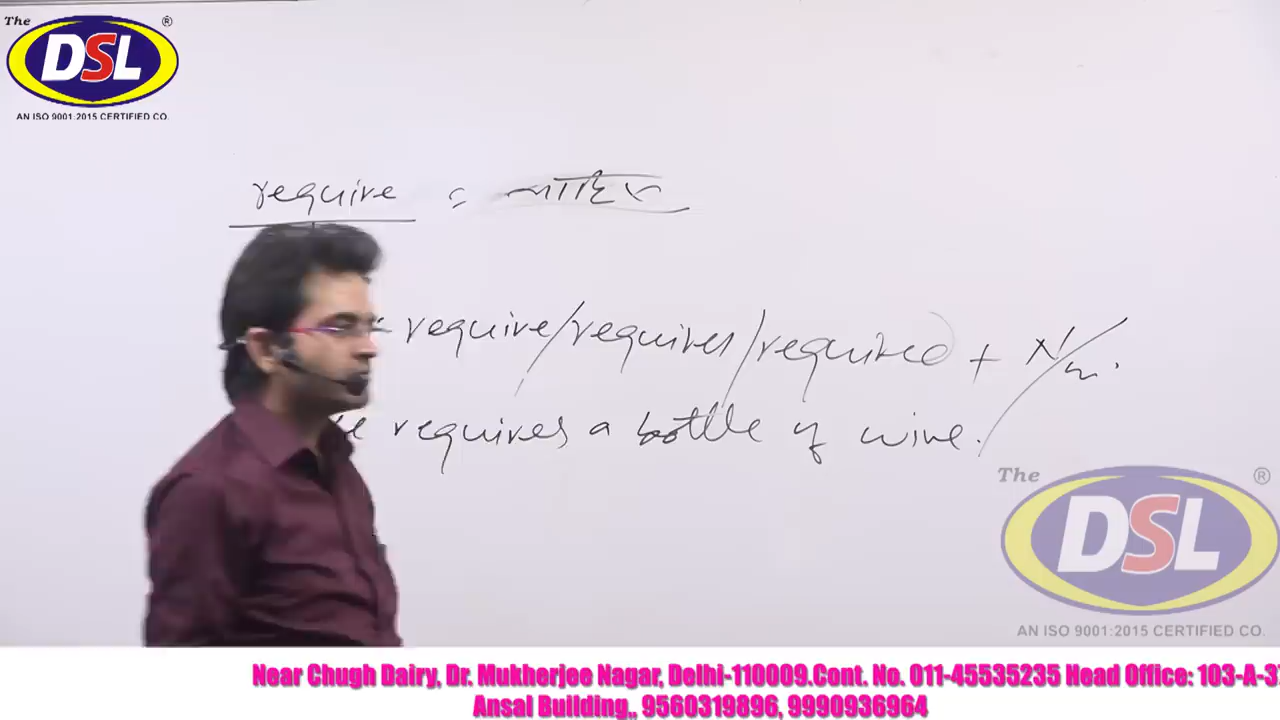 The ®
DSL
AN ISO 9001:2015 CERTIFIED CO.
require = चाहिए
require/requires/required + N/
requires a bottle of wine.
The ®
DSL
AN ISO 9001:2015 CERTIFIED CO.
Near Chugh Dairy, Dr. Mukherjee Nagar, Delhi-110009.Cont. No. 011-45535235 Head Office: 103-A-37
Ansal Building,, 9560319896, 9990936964